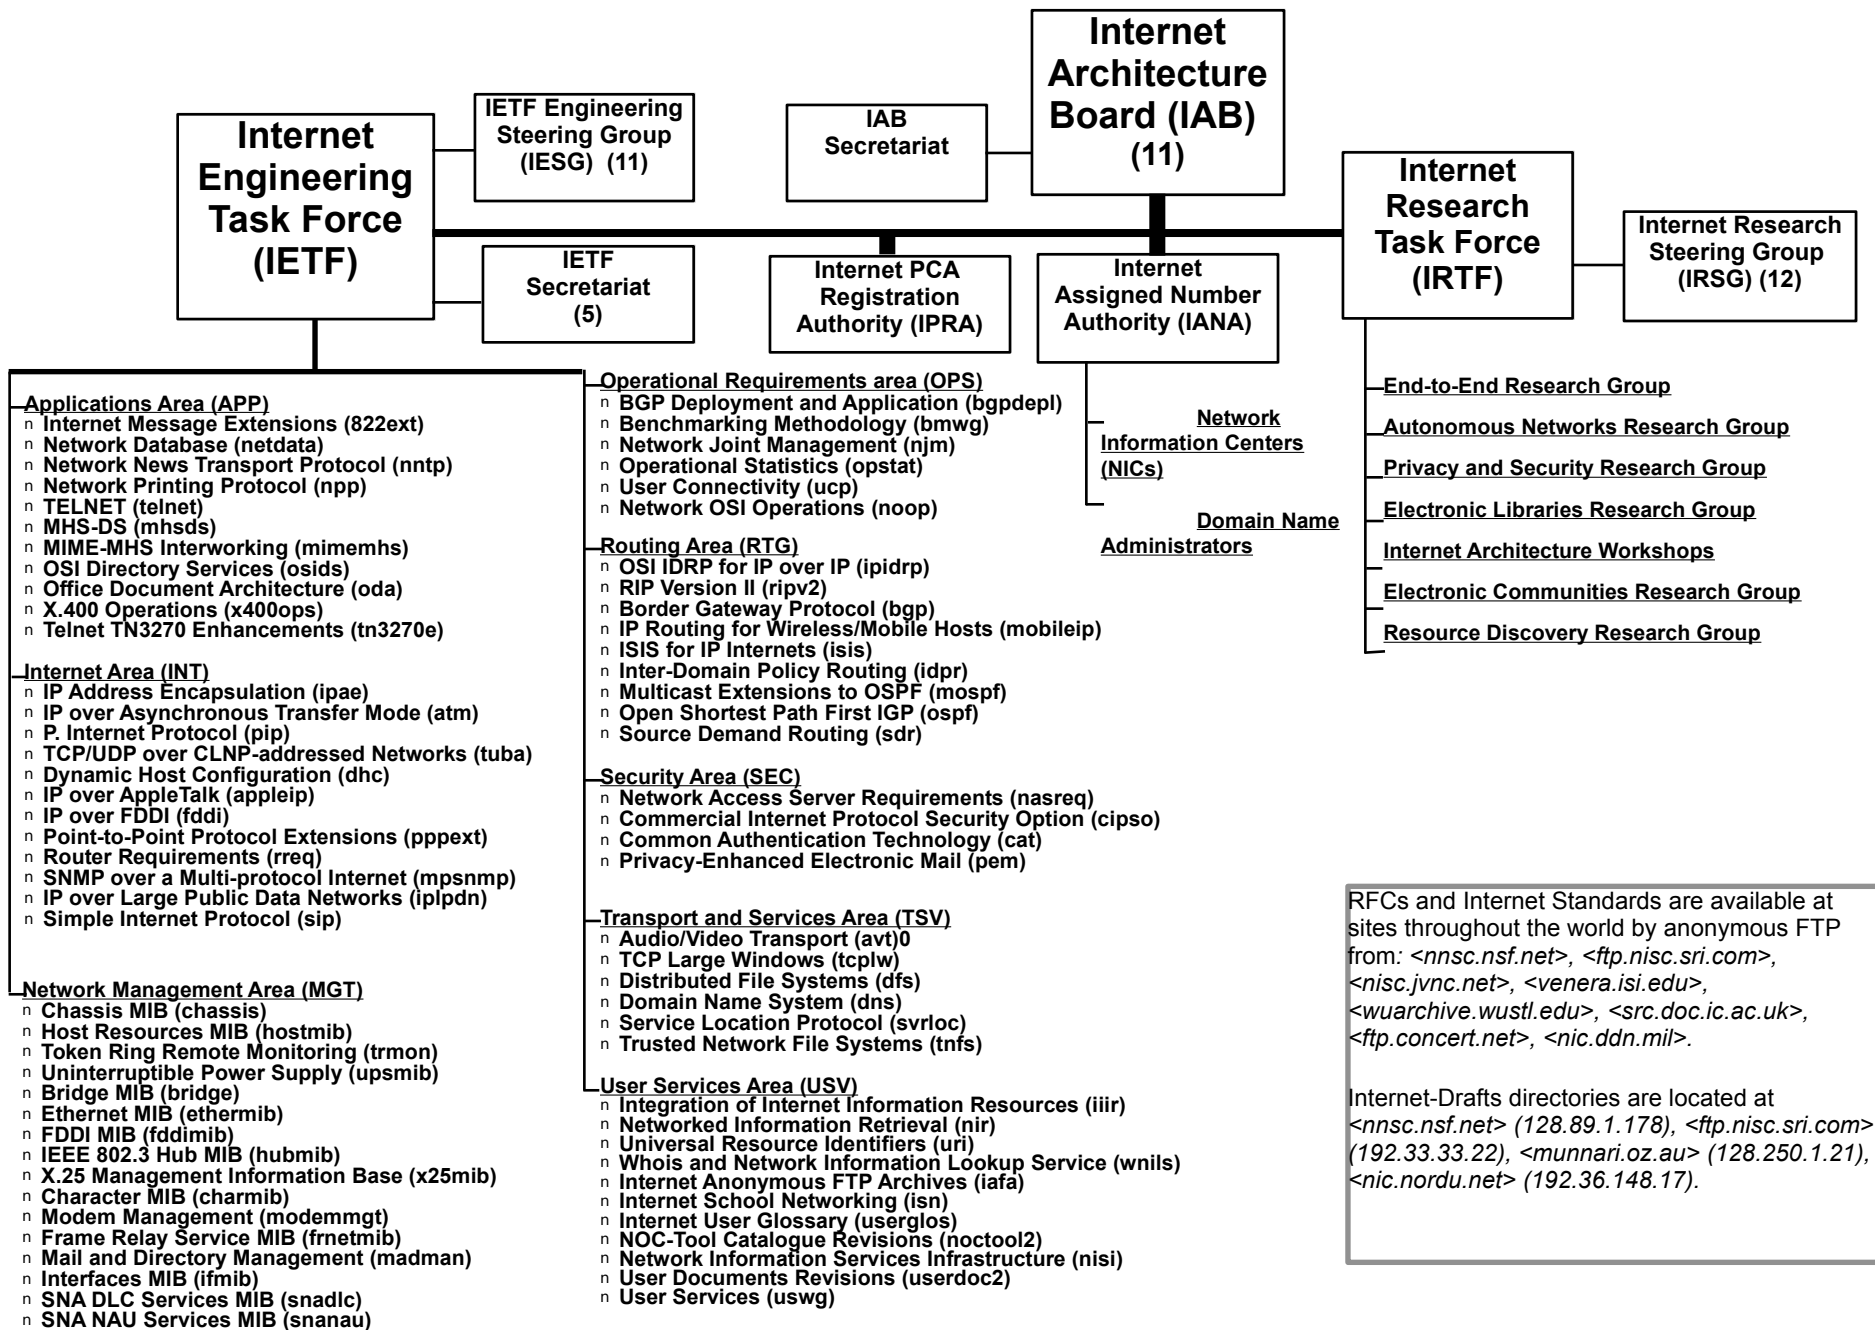 Internet
Architecture
Board (IAB)
(11)
IAB
Secretariat
IETF Engineering
Steering Group
(IESG) (11)
Internet
Engineering
Task Force
(IETF)
IETF
Secretariat
(5)
Internet PCA
Registration
Authority (IPRA)
Internet
Assigned Number
Authority (IANA)
Internet
Research
Task Force
(IRTF)
Internet Research
Steering Group
(IRSG) (12)
Applications Area (APP)
n Internet Message Extensions (822ext)
n Network Database (netdata)
n Network News Transport Protocol (nntp)
n Network Printing Protocol (npp)
n TELNET (telnet)
n MHS-DS (mhsds)
n MIME-MHS Interworking (mimemhs)
n OSI Directory Services (osids)
n Office Document Architecture (oda)
n X.400 Operations (x400ops)
n Telnet TN3270 Enhancements (tn3270e)
Internet Area (INT)
n IP Address Encapsulation (ipae)
n IP over Asynchronous Transfer Mode (atm)
n P. Internet Protocol (pip)
n TCP/UDP over CLNP-addressed Networks (tuba)
n Dynamic Host Configuration (dhc)
n IP over AppleTalk (appleip)
n IP over FDDI (fddi)
n Point-to-Point Protocol Extensions (pppext)
n Router Requirements (rreq)
n SNMP over a Multi-protocol Internet (mpsnmp)
n IP over Large Public Data Networks (iplpdn)
n Simple Internet Protocol (sip)
Network Management Area (MGT)
n Chassis MIB (chassis)
n Host Resources MIB (hostmib)
n Token Ring Remote Monitoring (trmon)
n Uninterruptible Power Supply (upsmib)
n Bridge MIB (bridge)
n Ethernet MIB (ethermib)
n FDDI MIB (fddimib)
n IEEE 802.3 Hub MIB (hubmib)
n X.25 Management Information Base (x25mib)
n Character MIB (charmib)
n Modem Management (modemmgt)
n Frame Relay Service MIB (frnetmib)
n Mail and Directory Management (madman)
n Interfaces MIB (ifmib)
n SNA DLC Services MIB (snadlc)
n SNA NAU Services MIB (snanau)
Operational Requirements area (OPS)
n BGP Deployment and Application (bgpdepl)
n Benchmarking Methodology (bmwg)
n Network Joint Management (njm)
n Operational Statistics (opstat)
n User Connectivity (ucp)
n Network OSI Operations (noop)
Routing Area (RTG)
n OSI IDRP for IP over IP (ipidrp)
n RIP Version II (ripv2)
n Border Gateway Protocol (bgp)
n IP Routing for Wireless/Mobile Hosts (mobileip)
n ISIS for IP Internets (isis)
n Inter-Domain Policy Routing (idpr)
n Multicast Extensions to OSPF (mospf)
n Open Shortest Path First IGP (ospf)
n Source Demand Routing (sdr)
Security Area (SEC)
n Network Access Server Requirements (nasreq)
n Commercial Internet Protocol Security Option (cipso)
n Common Authentication Technology (cat)
n Privacy-Enhanced Electronic Mail (pem)
Transport and Services Area (TSV)
n Audio/Video Transport (avt)0
n TCP Large Windows (tcplw)
n Distributed File Systems (dfs)
n Domain Name System (dns)
n Service Location Protocol (svrloc)
n Trusted Network File Systems (tnfs)
User Services Area (USV)
n Integration of Internet Information Resources (iiir)
n Networked Information Retrieval (nir)
n Universal Resource Identifiers (uri)
n Whois and Network Information Lookup Service (wnils)
n Internet Anonymous FTP Archives (iafa)
n Internet School Networking (isn)
n Internet User Glossary (userglos)
n NOC-Tool Catalogue Revisions (noctool2)
n Network Information Services Infrastructure (nisi)
n User Documents Revisions (userdoc2)
n User Services (uswg)
Network
Information Centers
(NICs)
Domain Name
Administrators
End-to-End Research Group
Autonomous Networks Research Group
Privacy and Security Research Group
Electronic Libraries Research Group
Internet Architecture Workshops
Electronic Communities Research Group
Resource Discovery Research Group
RFCs and Internet Standards are available at
sites throughout the world by anonymous FTP
from: <nnsc.nsf.net>, <ftp.nisc.sri.com>,
<nisc.jvnc.net>, <venera.isi.edu>,
<wuarchive.wustl.edu>, <src.doc.ic.ac.uk>,
<ftp.concert.net>, <nic.ddn.mil>.
Internet-Drafts directories are located at
<nnsc.nsf.net> (128.89.1.178), <ftp.nisc.sri.com>
(192.33.33.22), <munnari.oz.au> (128.250.1.21),
<nic.nordu.net> (192.36.148.17).